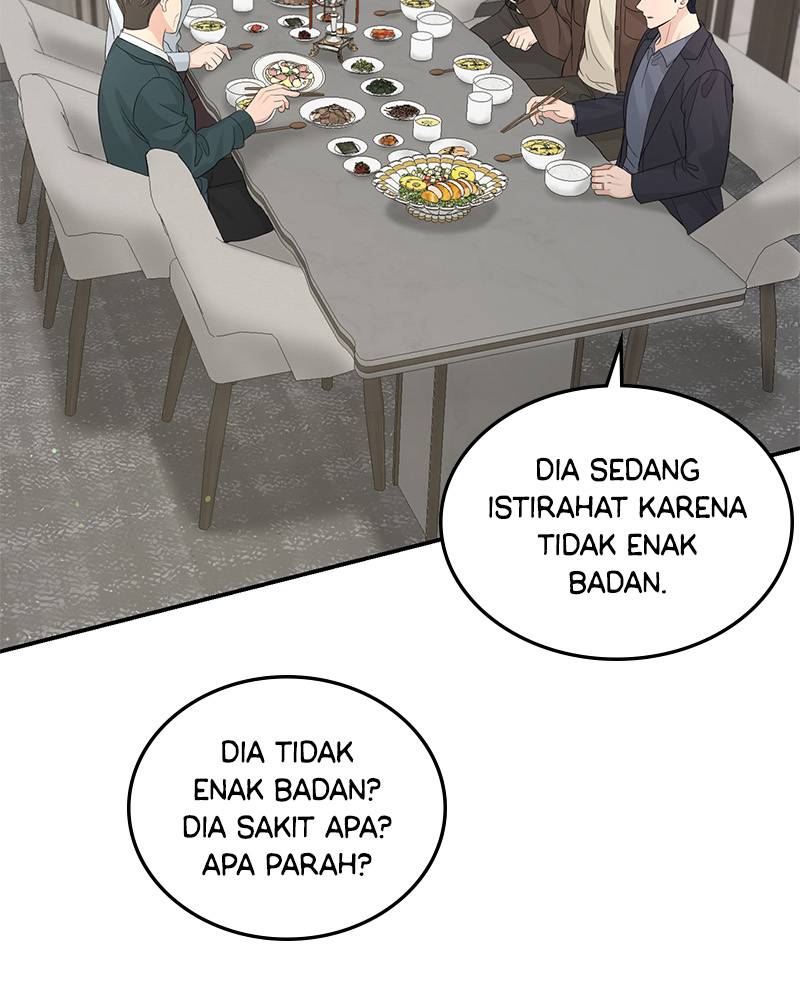 DIA SEDANG
ISTIRAHAT KARENA
TIDAK ENAK
BADAN.
DIA TIDAK
ENAK BADAN?
DIA SAKIT APA?
APA PARAH?